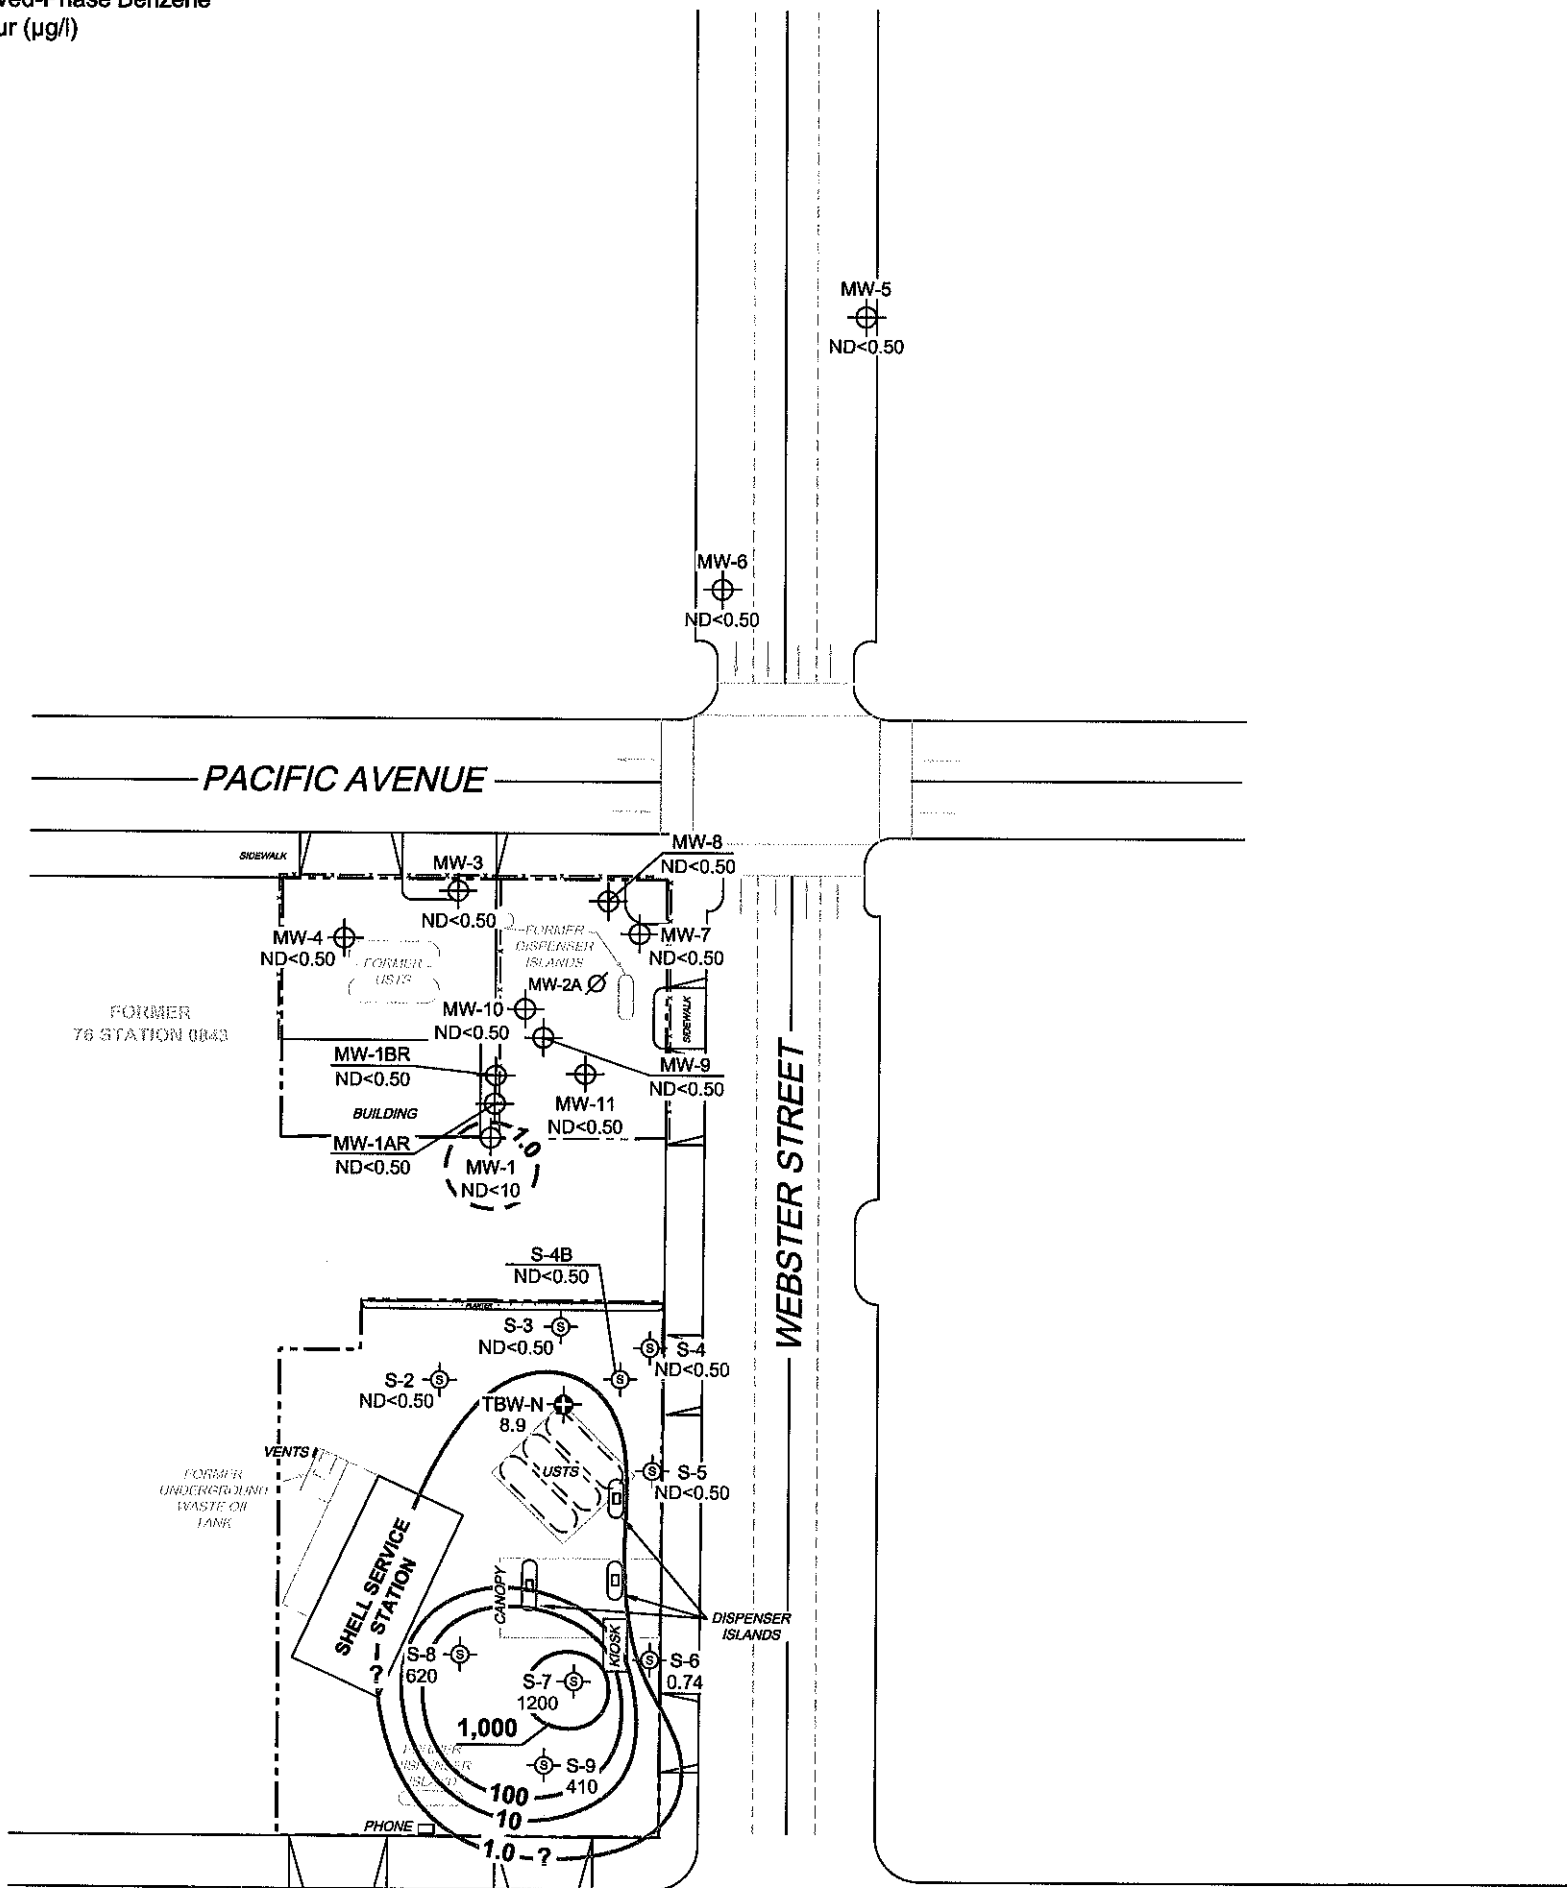 ved-Phase Benzene
ur (µg/l)
MW-5
ND<0.50
MW-6
ND<0.50
PACIFIC AVENUE
SIDEWALK
MW-3
ND<0.50
MW-8
ND<0.50
MW-4
ND<0.50
FORMER
USTS
FORMER
DISPENSER
ISLANDS
MW-7
ND<0.50
MW-2A
FORMER
76 STATION 0843
MW-10
ND<0.50
SIDEWALK
MW-1BR
ND<0.50
MW-9
ND<0.50
BUILDING
MW-11
ND<0.50
MW-1AR
ND<0.50
1.0
MW-1
ND<10
WEBSTER STREET
S-4B
ND<0.50
PLANTER
S-3
ND<0.50
S-4
ND<0.50
S-2
ND<0.50
TBW-N
8.9
VENTS
FORMER
UNDERGROUND
WASTE OIL
TANK
USTS
S-5
ND<0.50
SHELL SERVICE
STATION
CANOPY
DISPENSER
ISLANDS
KIOSK
S-8
620
?
S-7
1200
S-6
0.74
1,000
FORMER
DISPENSER
ISLAND
S-9
410
100
10
PHONE
1.0
?